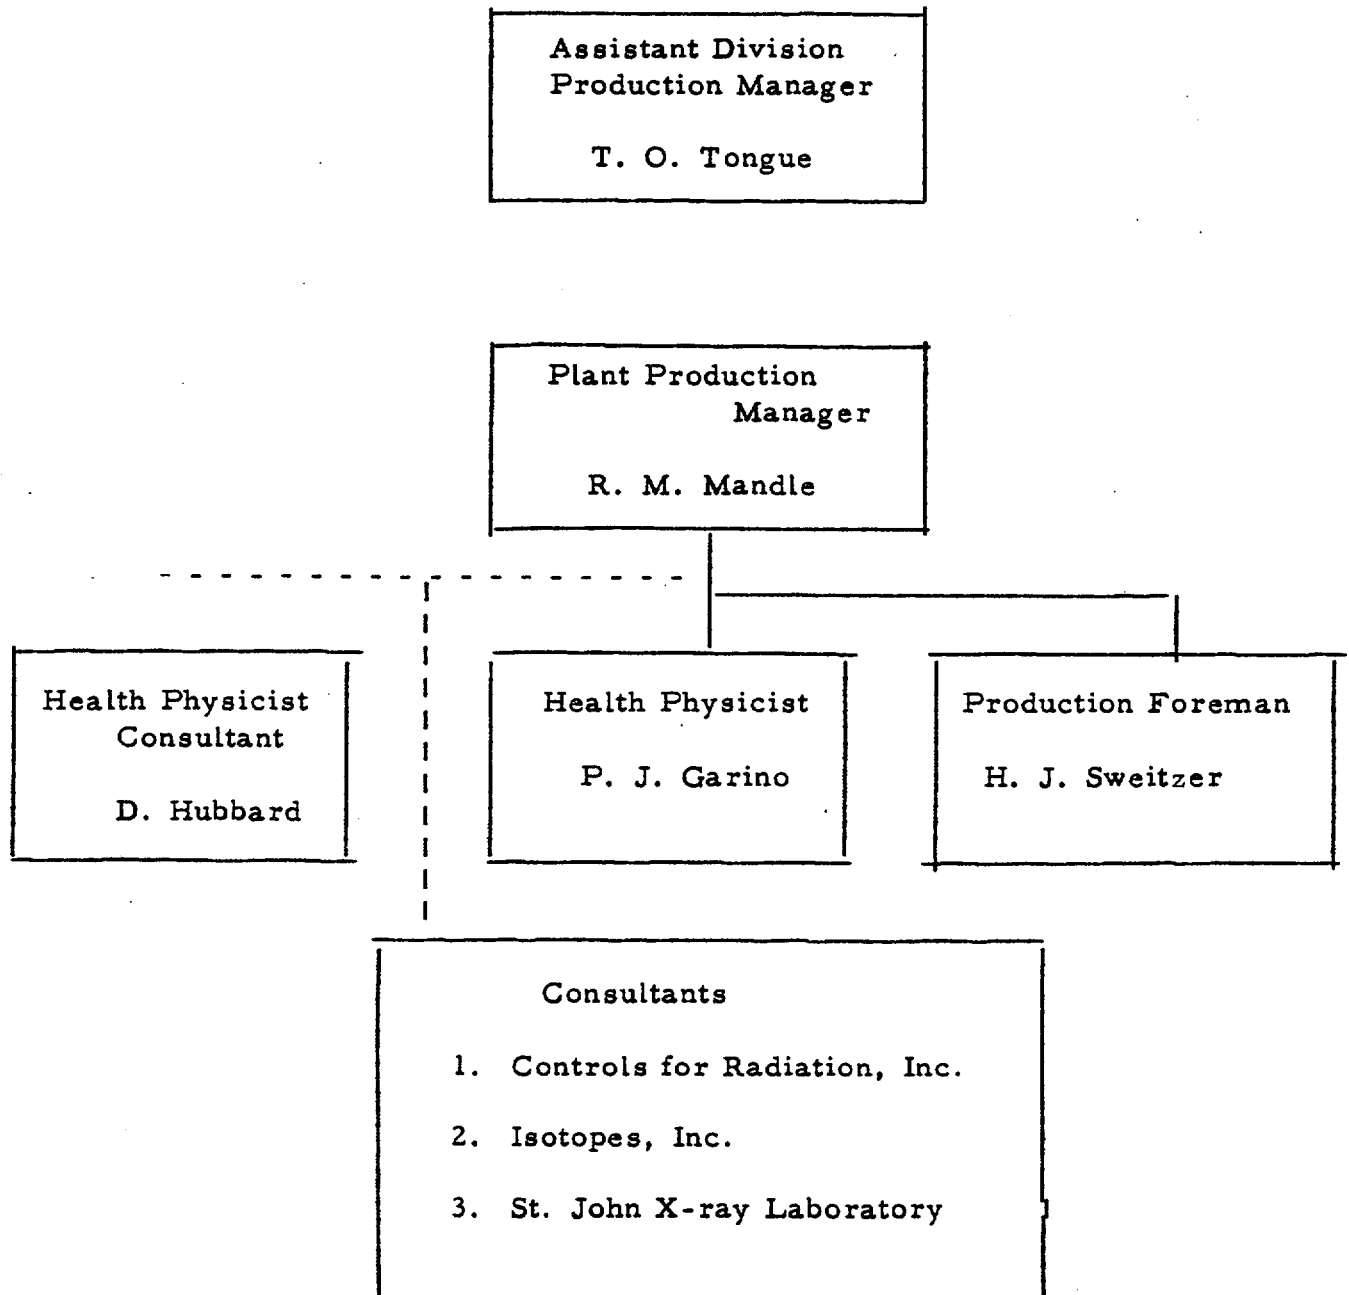 Assistant Division
Production Manager
T. O. Tongue
Plant Production
Manager
R. M. Mandle
Health Physicist
Consultant
D. Hubbard
Health Physicist
P. J. Garino
Production Foreman
H. J. Sweitzer
Consultants
1. Controls for Radiation, Inc.
2. Isotopes, Inc.
3. St. John X-ray Laboratory